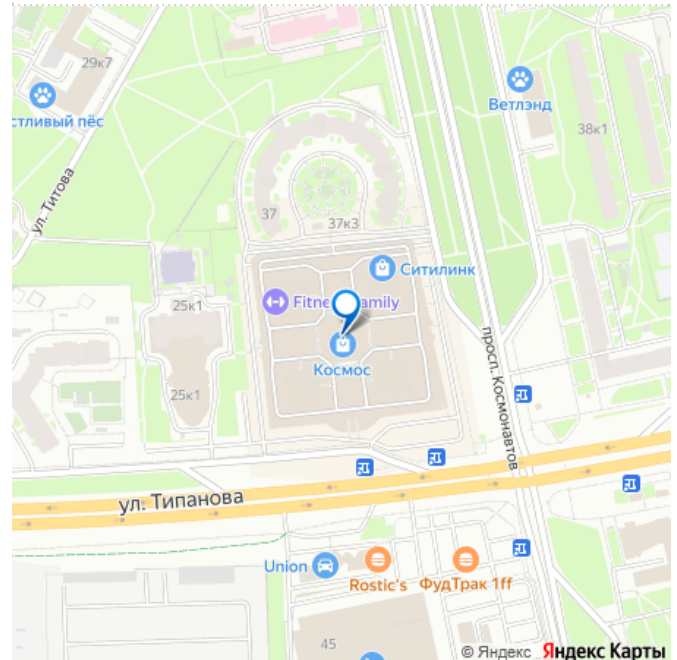 29к7
Ветлэнд
стливый пёс
38к1
ул. Титова
37
37к3
Ситилинк
25к1
Fitness Family
просп. Космонавтов
Космос
25к1
ул. Типанова
Union
Rostic's
ФудТрак 1ff
45
© Яндекс Яндекс Карты